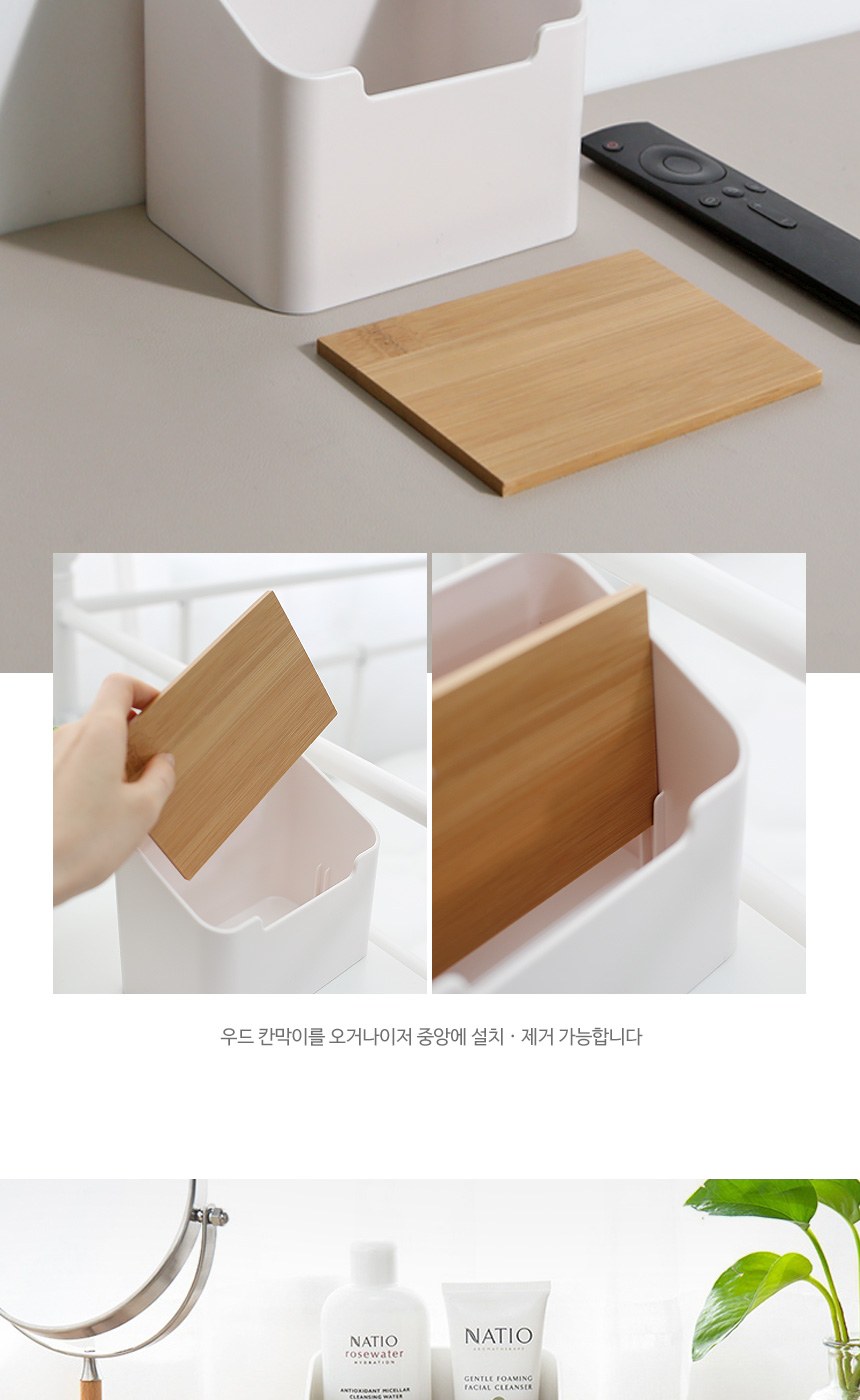 우드 칸막이를 오거나이저 중앙에 설치 · 제거 가능합니다
NATIO
rosewater
HYDRATION
ANTIOXIDANT MICELLAR
CLEANSING WATER
NATIO
AROMATHERAPY
GENTLE FOAMING
FACIAL CLEANSER